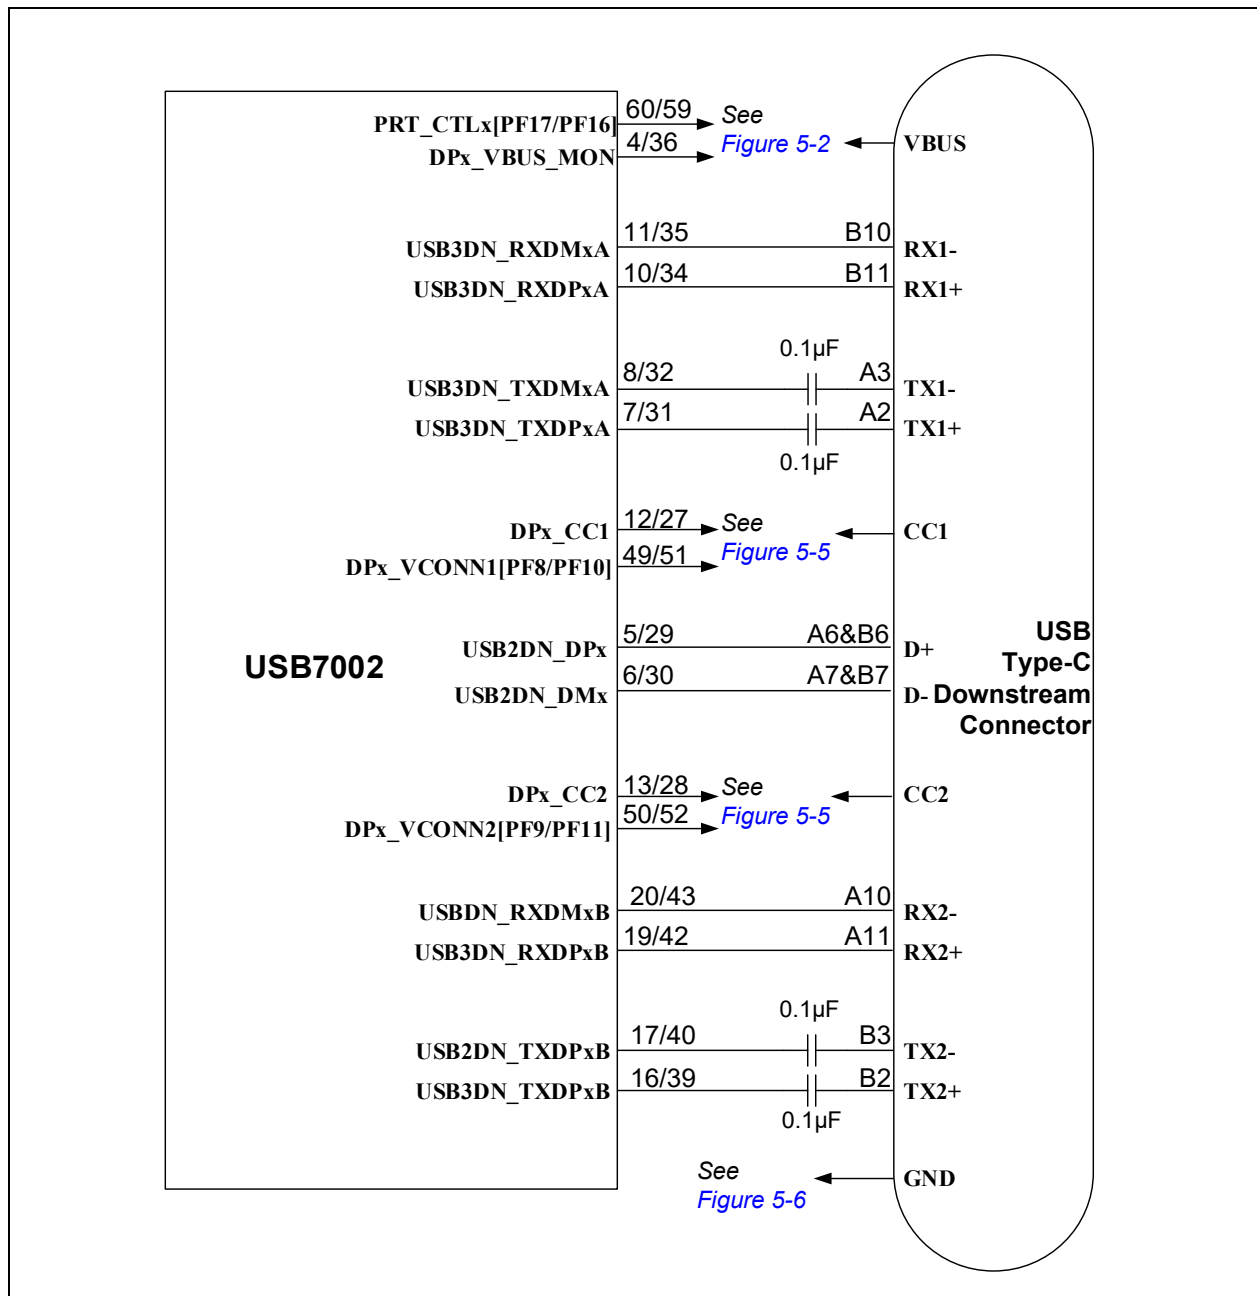 60/59
PRT_CTLx[PF17/PF16]
See
Figure 5-2
VBUS
4/36
DPx_VBUS_MON
11/35
B10
USB3DN_RXDMxA
RX1-
10/34
B11
USB3DN_RXDPxA
RX1+
0.1µF
8/32
A3
USB3DN_TXDMxA
TX1-
7/31
A2
USB3DN_TXDPxA
TX1+
0.1µF
12/27
DPx_CC1
See
Figure 5-5
CC1
49/51
DPx_VCONN1[PF8/PF10]
5/29
A6&B6
USB2DN_DPx
D+
6/30
A7&B7
USB2DN_DMx
D-
USB7002
USB
Type-C
Downstream
Connector
13/28
DPx_CC2
See
Figure 5-5
CC2
50/52
DPx_VCONN2[PF9/PF11]
20/43
A10
USBDN_RXDMxB
RX2-
19/42
A11
USB3DN_RXDPxB
RX2+
0.1µF
17/40
B3
USB2DN_TXDPxB
TX2-
16/39
B2
USB3DN_TXDPxB
TX2+
0.1µF
See
Figure 5-6
GND